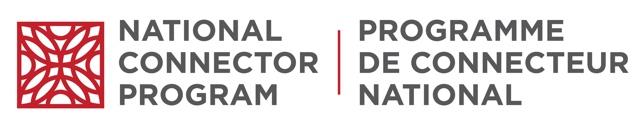 NATIONAL
CONNECTOR
PROGRAM
PROGRAMME
DE CONNECTEUR
NATIONAL